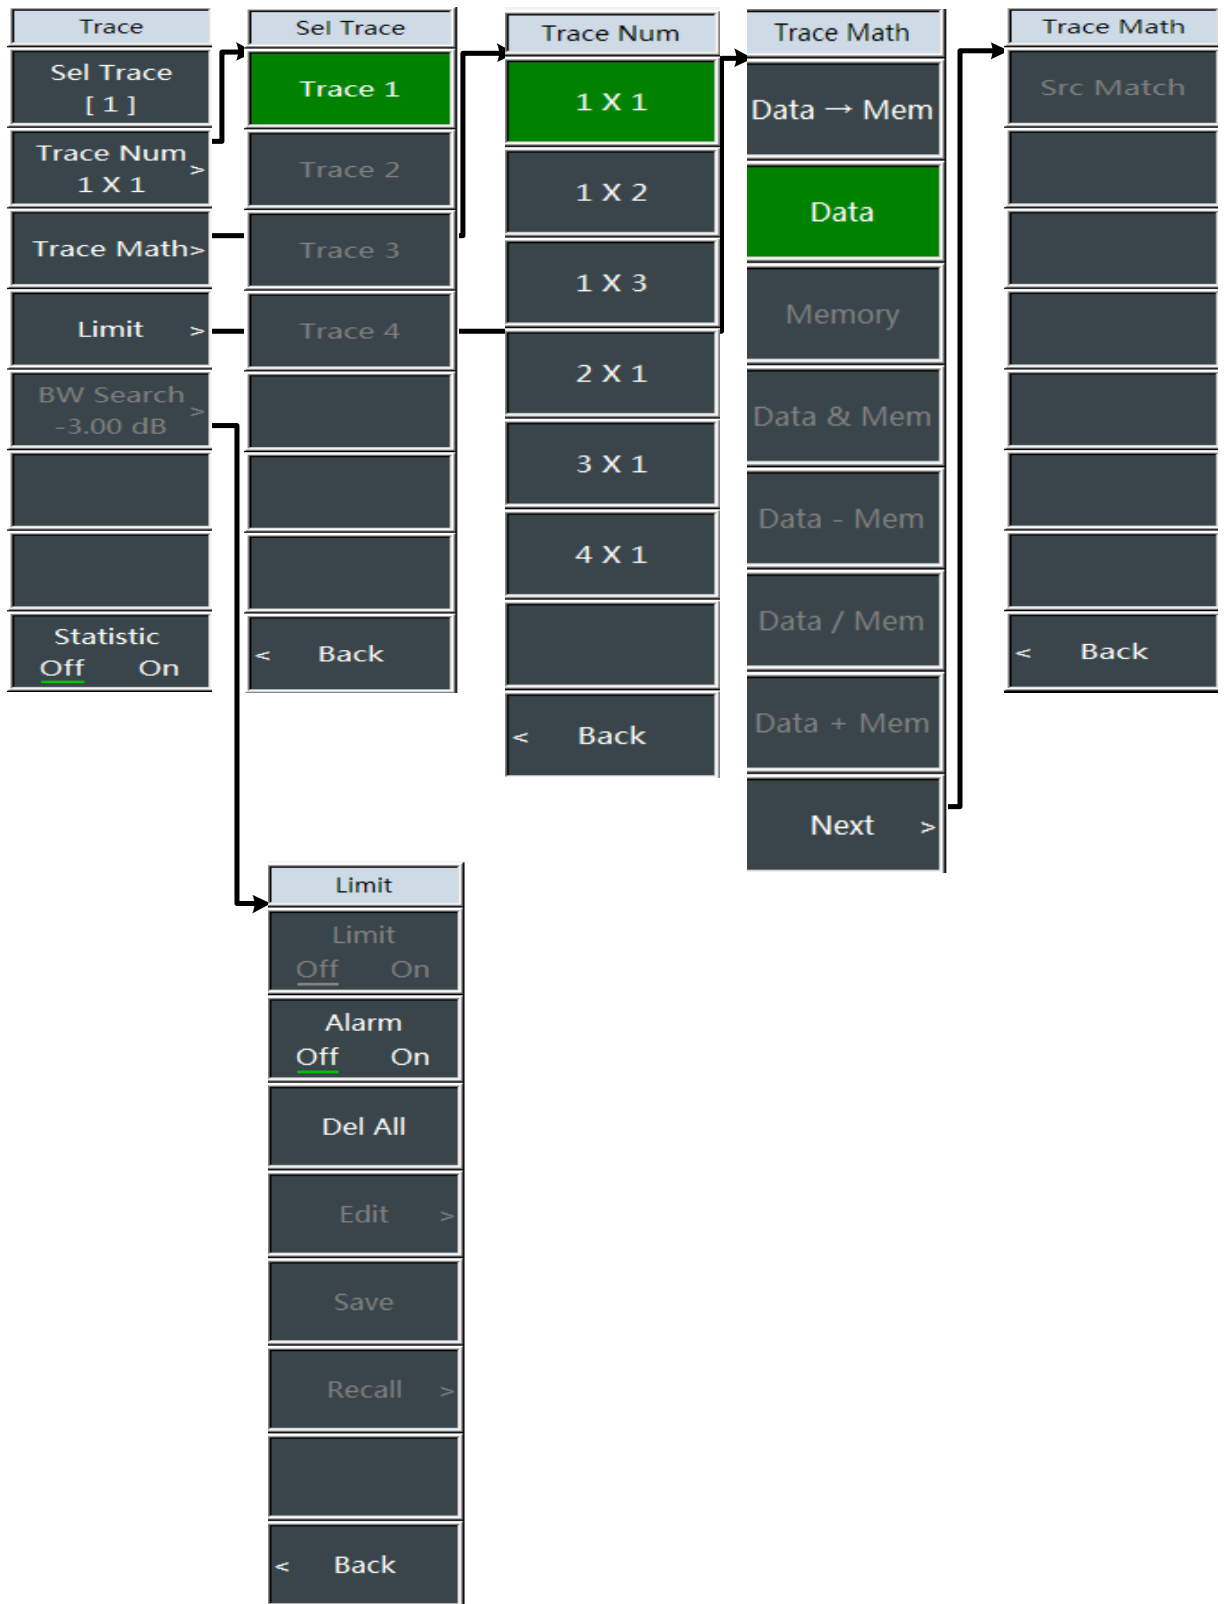 Trace
Sel Trace
[ 1 ]
Trace Num >
1 X 1
Trace Math>
Limit >
BW Search >
-3.00 dB
Statistic
Off On
Sel Trace
Trace 1
Trace 2
Trace 3
Trace 4
< Back
Trace Num
1 X 1
1 X 2
1 X 3
2 X 1
3 X 1
4 X 1
< Back
Trace Math
Data → Mem
Data
Memory
Data & Mem
Data - Mem
Data / Mem
Data + Mem
Next >
Trace Math
Src Match
< Back
Limit
Limit
Off On
Alarm
Off On
Del All
Edit >
Save
Recall >
< Back